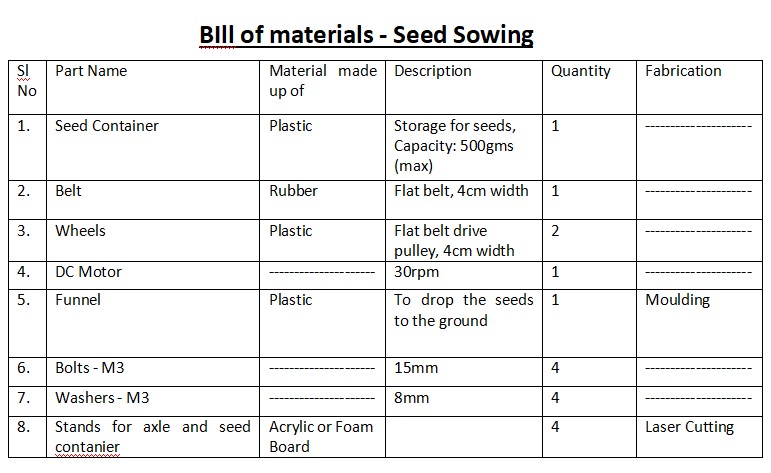 BIll of materials - Seed Sowing
Sl No | Part Name | Material made up of | Description | Quantity | Fabrication
1. | Seed Container | Plastic | Storage for seeds, Capacity: 500gms (max) | 1 | ---------------------
2. | Belt | Rubber | Flat belt, 4cm width | 1 | ---------------------
3. | Wheels | Plastic | Flat belt drive pulley, 4cm width | 2 | ---------------------
4. | DC Motor | --------------------- | 30rpm | 1 | ---------------------
5. | Funnel | Plastic | To drop the seeds to the ground | 1 | Moulding
6. | Bolts - M3 | --------------------- | 15mm | 4 | ---------------------
7. | Washers - M3 | --------------------- | 8mm | 4 | ---------------------
8. | Stands for axle and seed contanier | Acrylic or Foam Board | | 4 | Laser Cutting